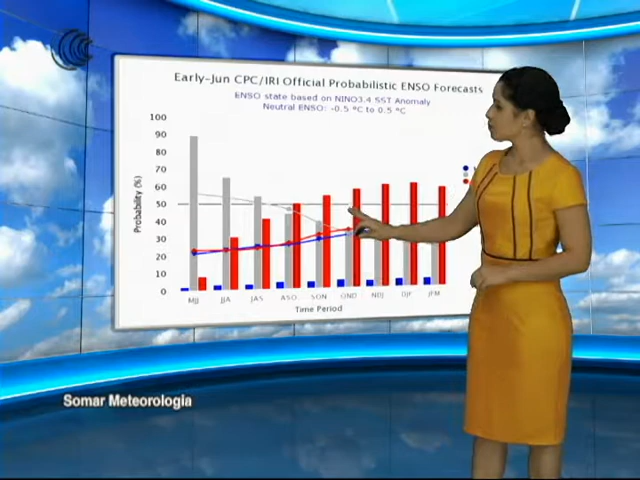 Early-Jun CPC/IRI Official Probabilistic ENSO Forecasts
ENSO state based on NINO3.4 SST Anomaly
Neutral ENSO: -0.5 °C to 0.5 °C
Probability (%)
100
90
80
70
60
50
40
30
20
10
0
MJJ JJA JAS ASO SON OND NDJ DJF JFM
Time Period
Somar Meteorologia